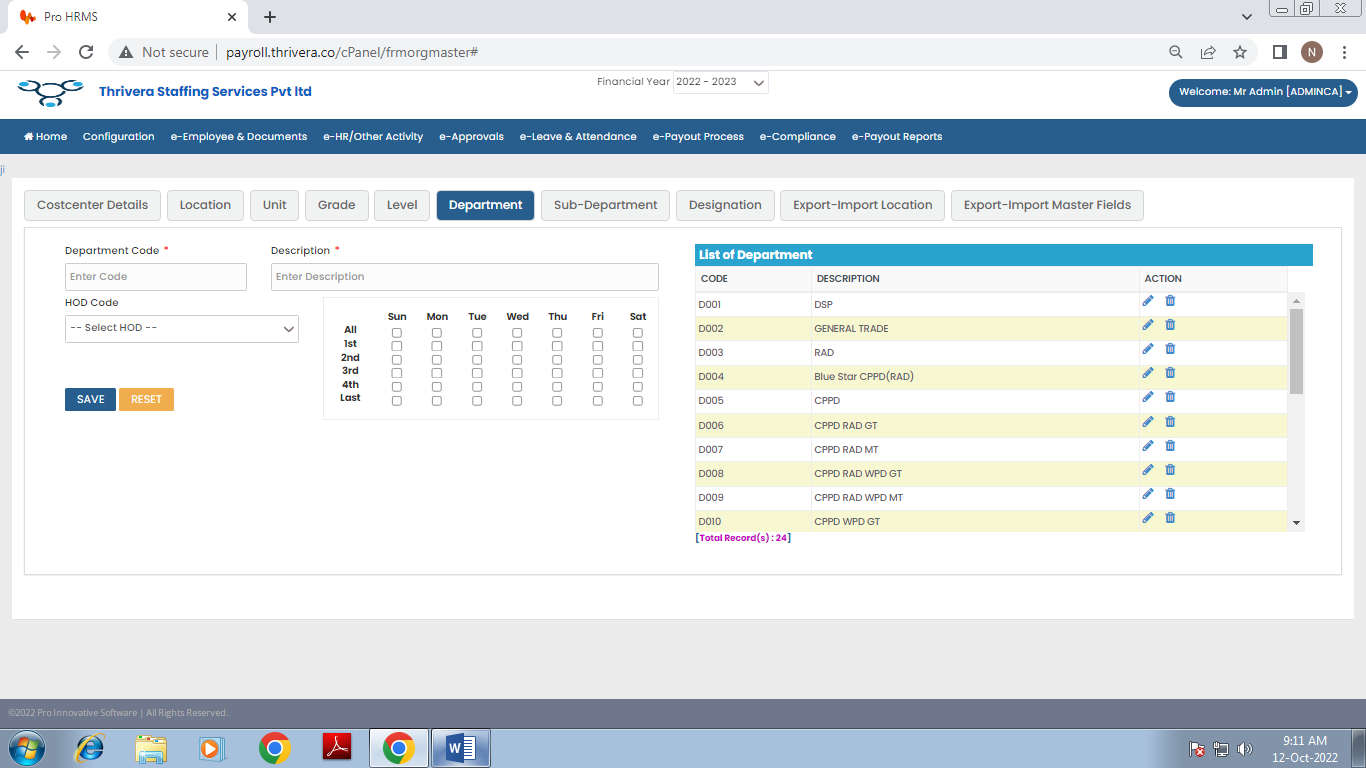 Pro HRMS
Not secure | payroll.thrivera.co/cPanel/frmorgmaster#
N
Thrivera Staffing Services Pvt ltd
Financial Year 2022 - 2023
Welcome: Mr Admin [ADMINCA]
Home Configuration e-Employee & Documents e-HR/Other Activity e-Approvals e-Leave & Attendance e-Payout Process e-Compliance e-Payout Reports
ji
Costcenter Details Location Unit Grade Level Department Sub-Department Designation Export-Import Location Export-Import Master Fields
Department Code * Description *
Enter Code Enter Description
HOD Code
-- Select HOD --
Sun Mon Tue Wed Thu Fri Sat
All
1st
2nd
3rd
4th
Last
SAVE RESET
List of Department
CODE DESCRIPTION ACTION
D001 DSP
D002 GENERAL TRADE
D003 RAD
D004 Blue Star CPPD(RAD)
D005 CPPD
D006 CPPD RAD GT
D007 CPPD RAD MT
D008 CPPD RAD WPD GT
D009 CPPD RAD WPD MT
D010 CPPD WPD GT
[Total Record(s) : 24]
©2022 Pro Innovative Software | All Rights Reserved.
9:11 AM
12-Oct-2022